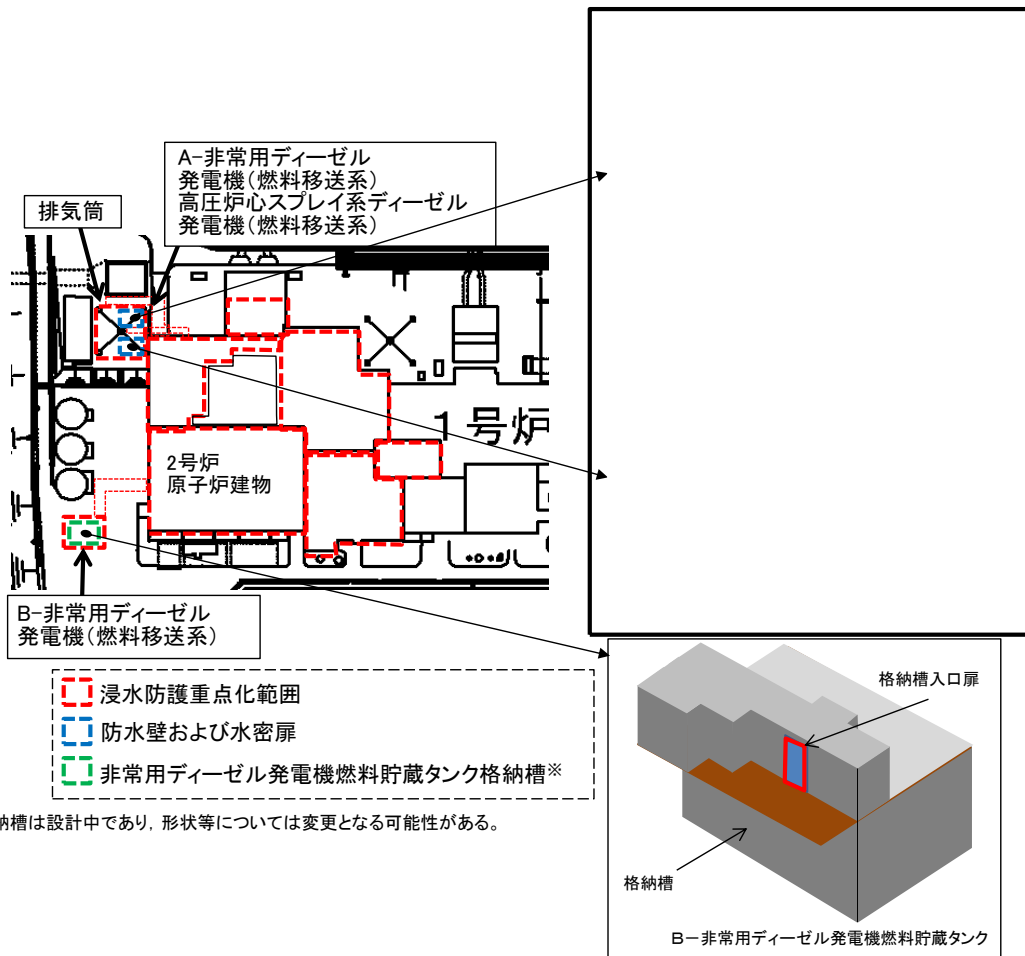 A-非常用ディーゼル
発電機(燃料移送系)
高圧炉心スプレイ系ディーゼル
発電機(燃料移送系)
排気筒
1号炉
2号炉
原子炉建物
B-非常用ディーゼル
発電機(燃料移送系)
浸水防護重点化範囲
防水壁および水密扉
非常用ディーゼル発電機燃料貯蔵タンク格納槽※
納槽は設計中であり，形状等については変更となる可能性がある。
格納槽入口扉
格納槽
B－非常用ディーゼル発電機燃料貯蔵タンク